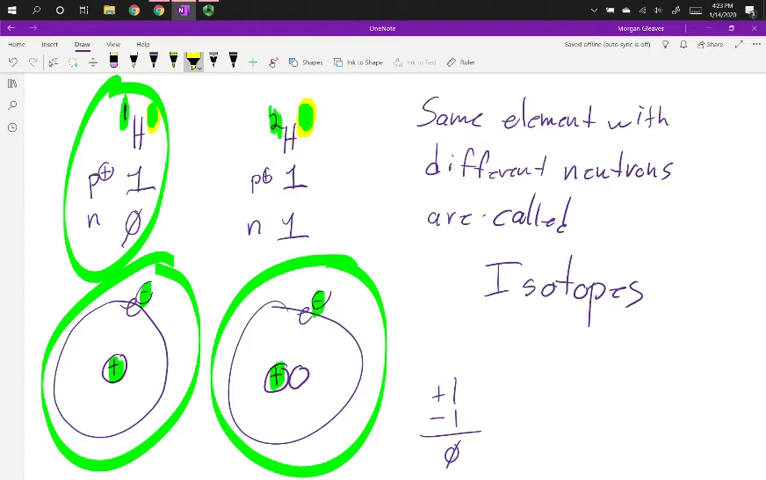 4:23 PM
1/14/2020
OneNote
Morgan Gleaves
Home Insert Draw View Help
Saved offline (auto sync is off) Share
Shapes Ink to Shape Ink to Text Ruler
1 H
p+ 1
n 0
2 H
p+ 1
n 1
e-
+
e-
+
Same element with
different neutrons
are called
Isotopes
+1
-1
0